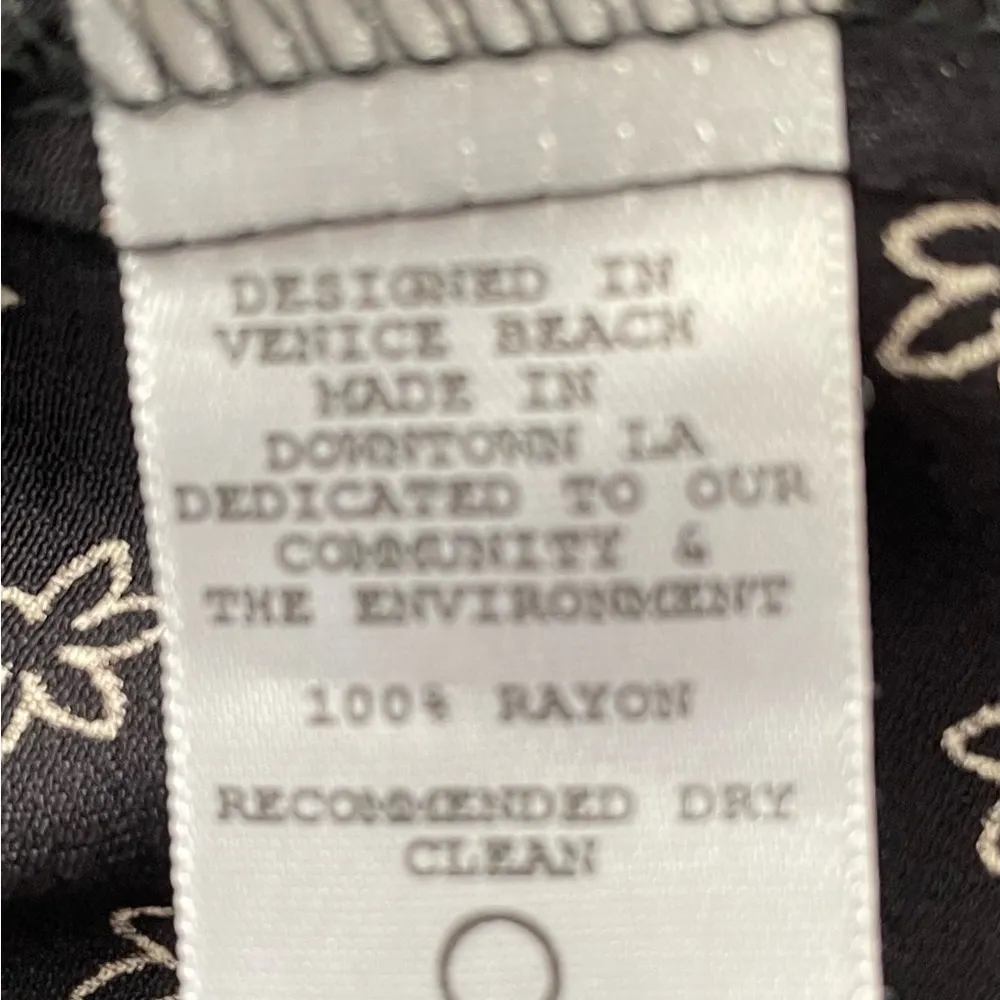 DESIGNED IN
VENICE BEACH
MADE IN
DOWNTOWN LA
DEDICATED TO OUR
COMMUNITY &
THE ENVIRONMENT
100% RAYON
RECOMMENDED DRY
CLEAN